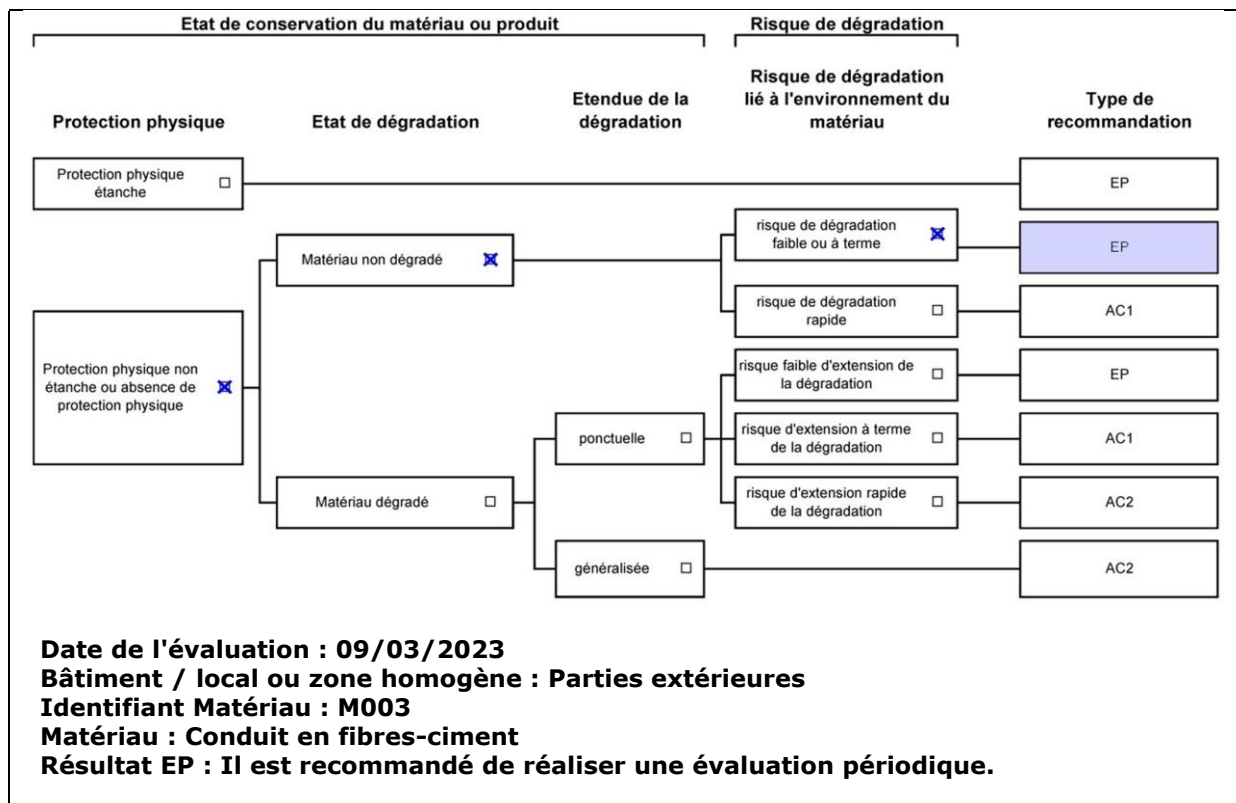 Etat de conservation du matériau ou produit
Risque de dégradation
Protection physique
Etat de dégradation
Etendue de la
dégradation
Risque de dégradation
lié à l'environnement du
matériau
Type de
recommandation
Protection physique
étanche
EP
Protection physique non
étanche ou absence de
protection physique
Matériau non dégradé
risque de dégradation
faible ou à terme
EP
risque de dégradation
rapide
AC1
Matériau dégradé
ponctuelle
risque faible d'extension de
la dégradation
EP
risque d'extension à terme
de la dégradation
AC1
risque d'extension rapide
de la dégradation
AC2
généralisée
AC2
Date de l'évaluation : 09/03/2023
Bâtiment / local ou zone homogène : Parties extérieures
Identifiant Matériau : M003
Matériau : Conduit en fibres-ciment
Résultat EP : Il est recommandé de réaliser une évaluation périodique.